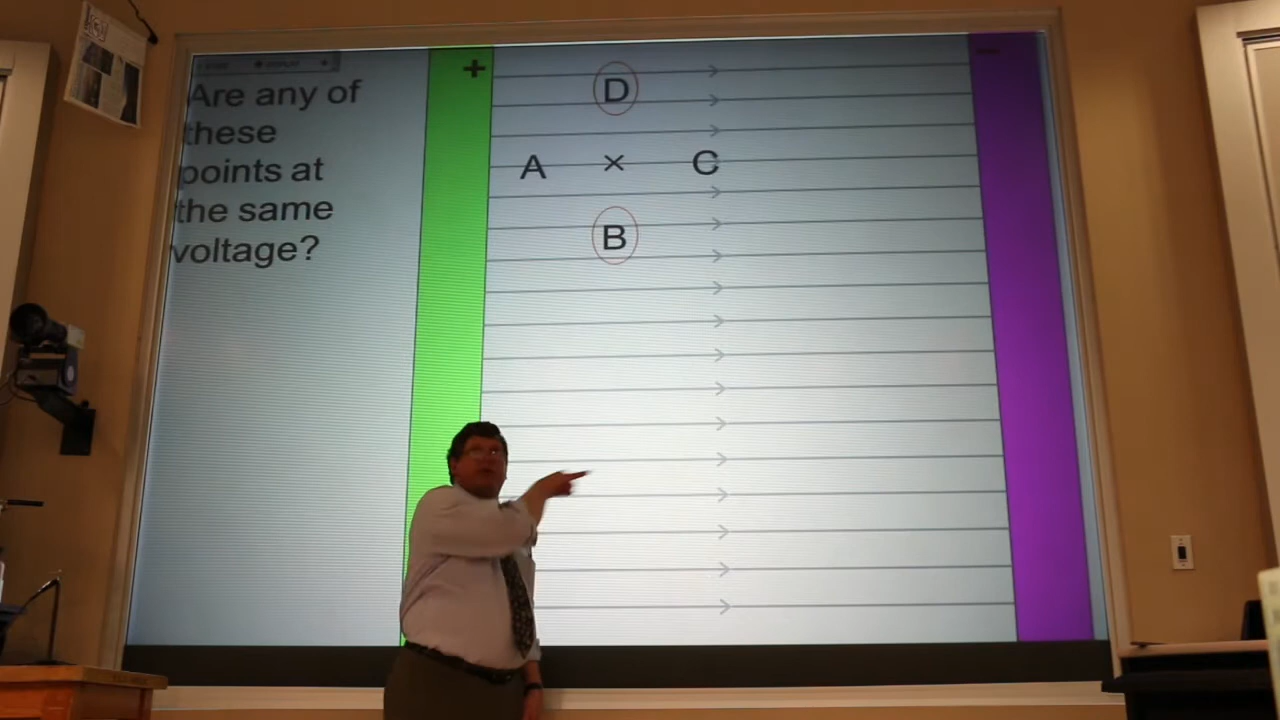 Are any of
these
points at
the same
voltage?
+
−
D
A × C
B